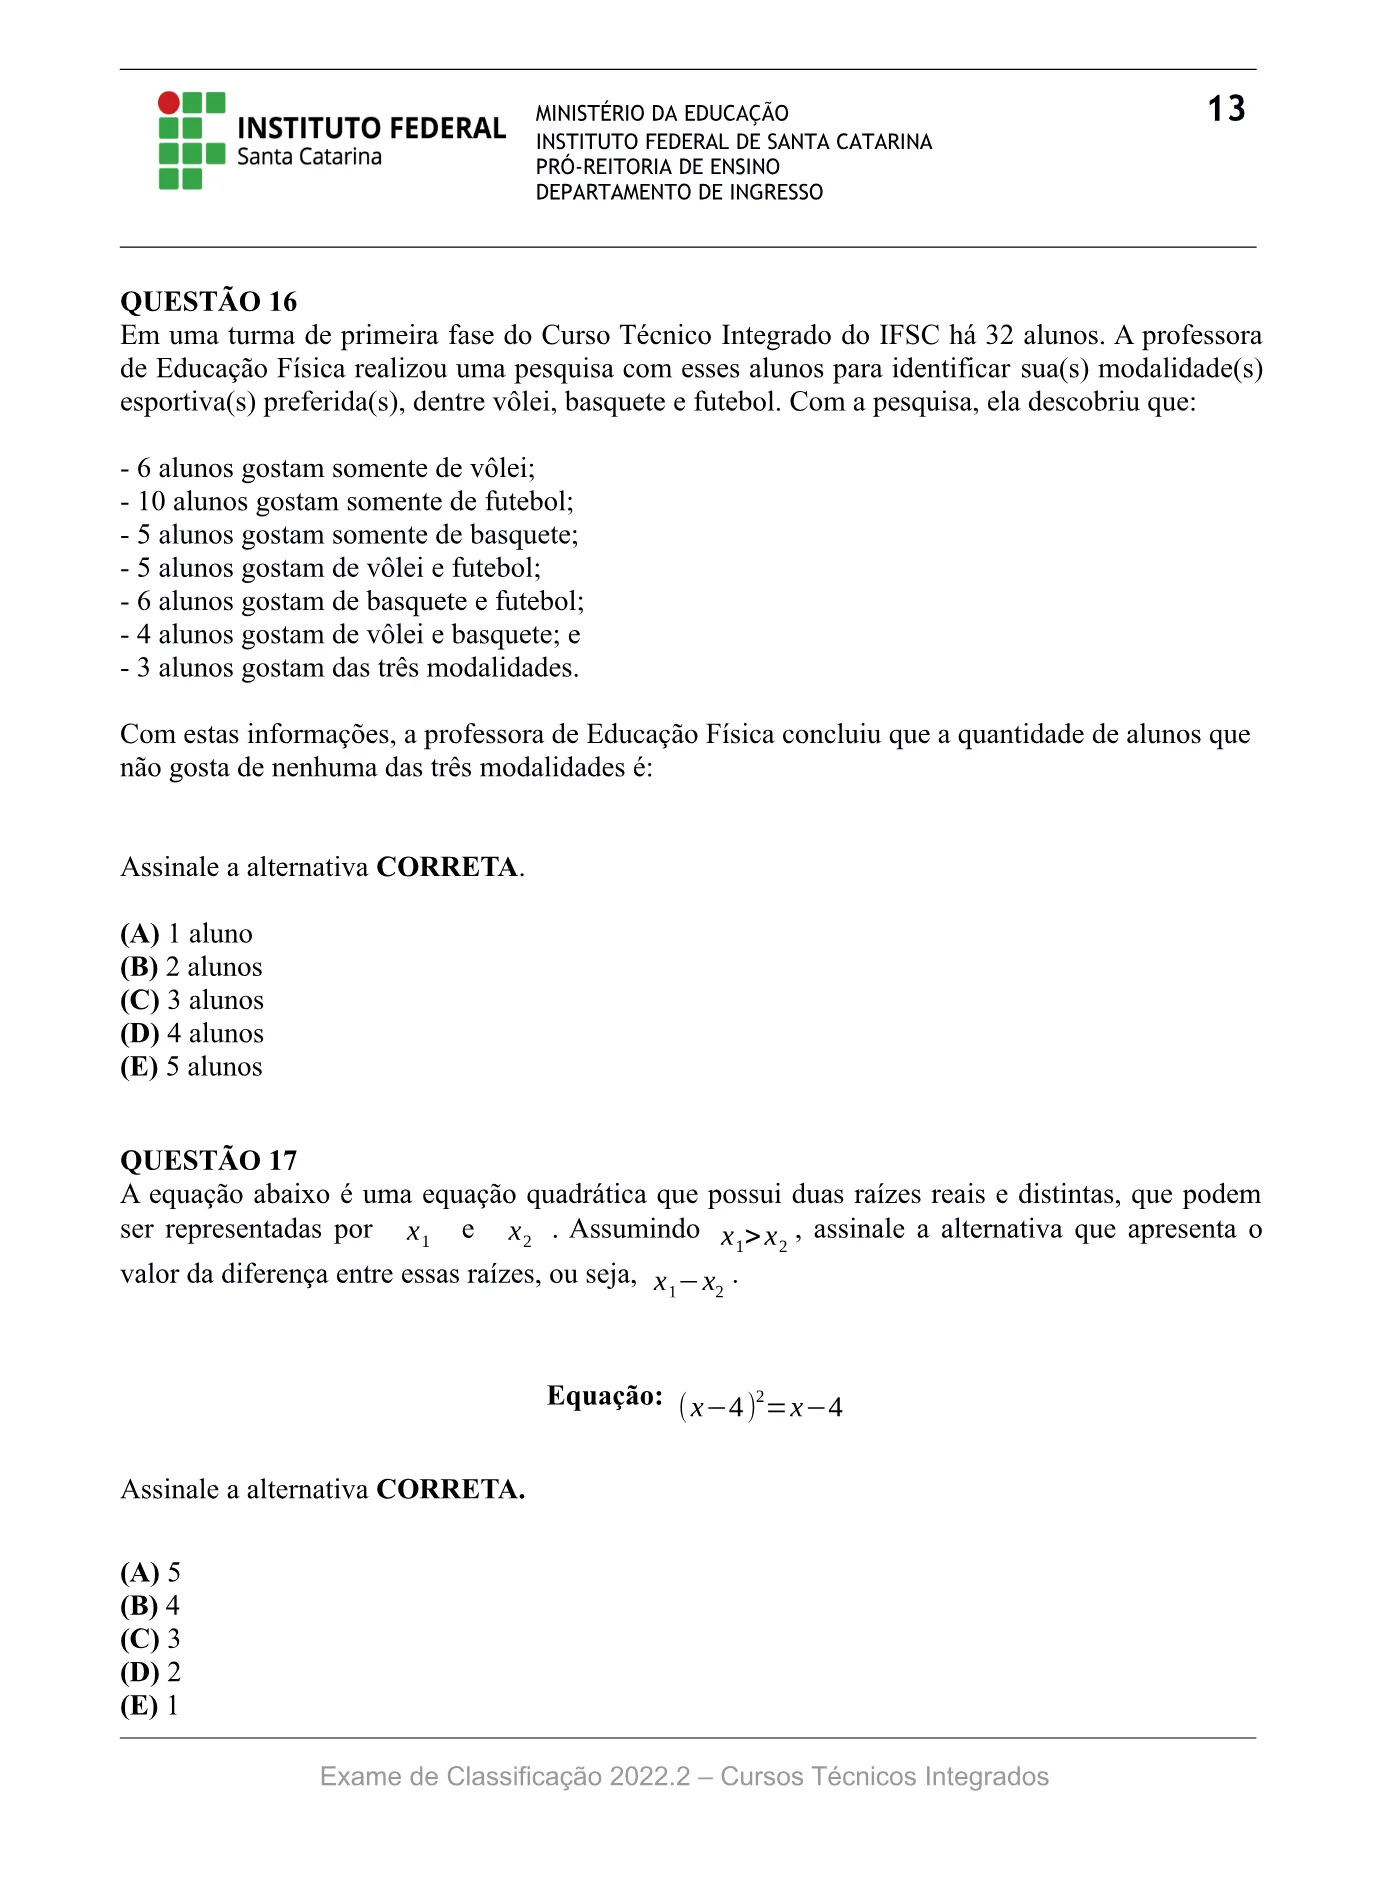 INSTITUTO FEDERAL
Santa Catarina
MINISTÉRIO DA EDUCAÇÃO
INSTITUTO FEDERAL DE SANTA CATARINA
PRÓ-REITORIA DE ENSINO
DEPARTAMENTO DE INGRESSO
13
QUESTÃO 16
Em uma turma de primeira fase do Curso Técnico Integrado do IFSC há 32 alunos. A professora
de Educação Física realizou uma pesquisa com esses alunos para identificar sua(s) modalidade(s)
esportiva(s) preferida(s), dentre vôlei, basquete e futebol. Com a pesquisa, ela descobriu que:
- 6 alunos gostam somente de vôlei;
- 10 alunos gostam somente de futebol;
- 5 alunos gostam somente de basquete;
- 5 alunos gostam de vôlei e futebol;
- 6 alunos gostam de basquete e futebol;
- 4 alunos gostam de vôlei e basquete; e
- 3 alunos gostam das três modalidades.
Com estas informações, a professora de Educação Física concluiu que a quantidade de alunos que
não gosta de nenhuma das três modalidades é:
Assinale a alternativa CORRETA.
(A) 1 aluno
(B) 2 alunos
(C) 3 alunos
(D) 4 alunos
(E) 5 alunos
QUESTÃO 17
A equação abaixo é uma equação quadrática que possui duas raízes reais e distintas, que podem
ser representadas por x₁ e x₂ . Assumindo x₁>x₂ , assinale a alternativa que apresenta o
valor da diferença entre essas raízes, ou seja, x₁−x₂ .
Equação: (x−4)²=x−4
Assinale a alternativa CORRETA.
(A) 5
(B) 4
(C) 3
(D) 2
(E) 1
Exame de Classificação 2022.2 – Cursos Técnicos Integrados